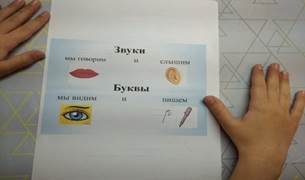 Звуки
мы говорим и слышим
Буквы
мы видим и пишем